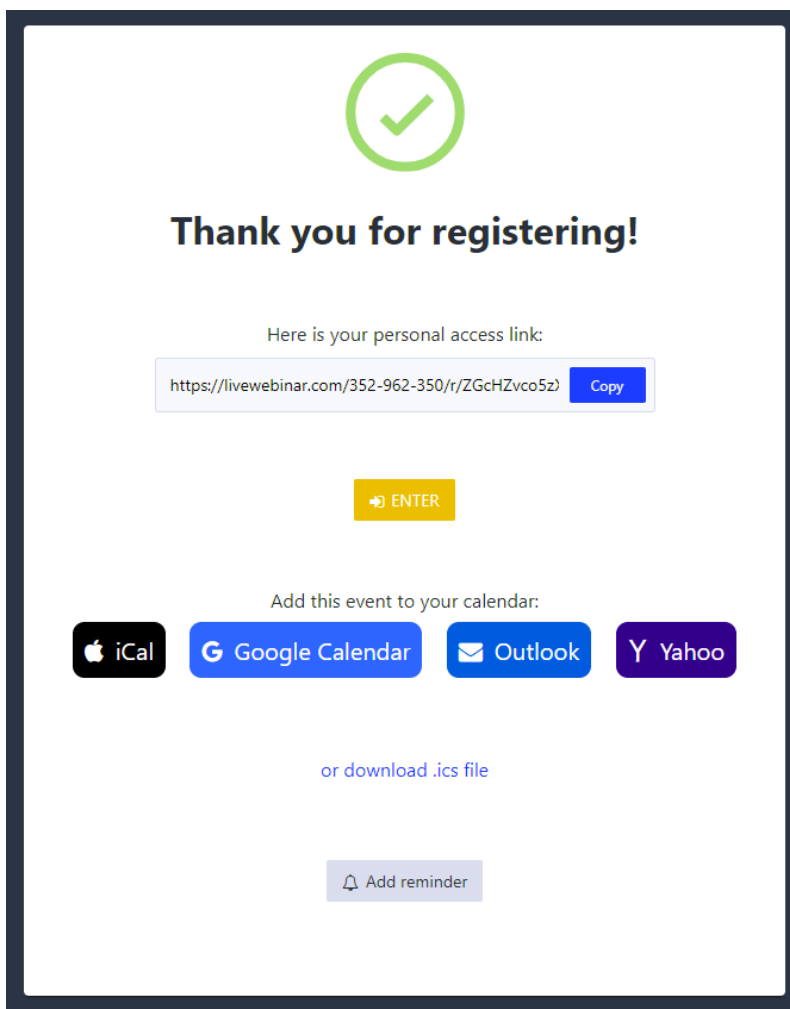 Thank you for registering!
Here is your personal access link:
https://livewebinar.com/352-962-350/r/ZGcHZvco5z Copy
ENTER
Add this event to your calendar:
iCal G Google Calendar Outlook Y Yahoo
or download .ics file
Add reminder